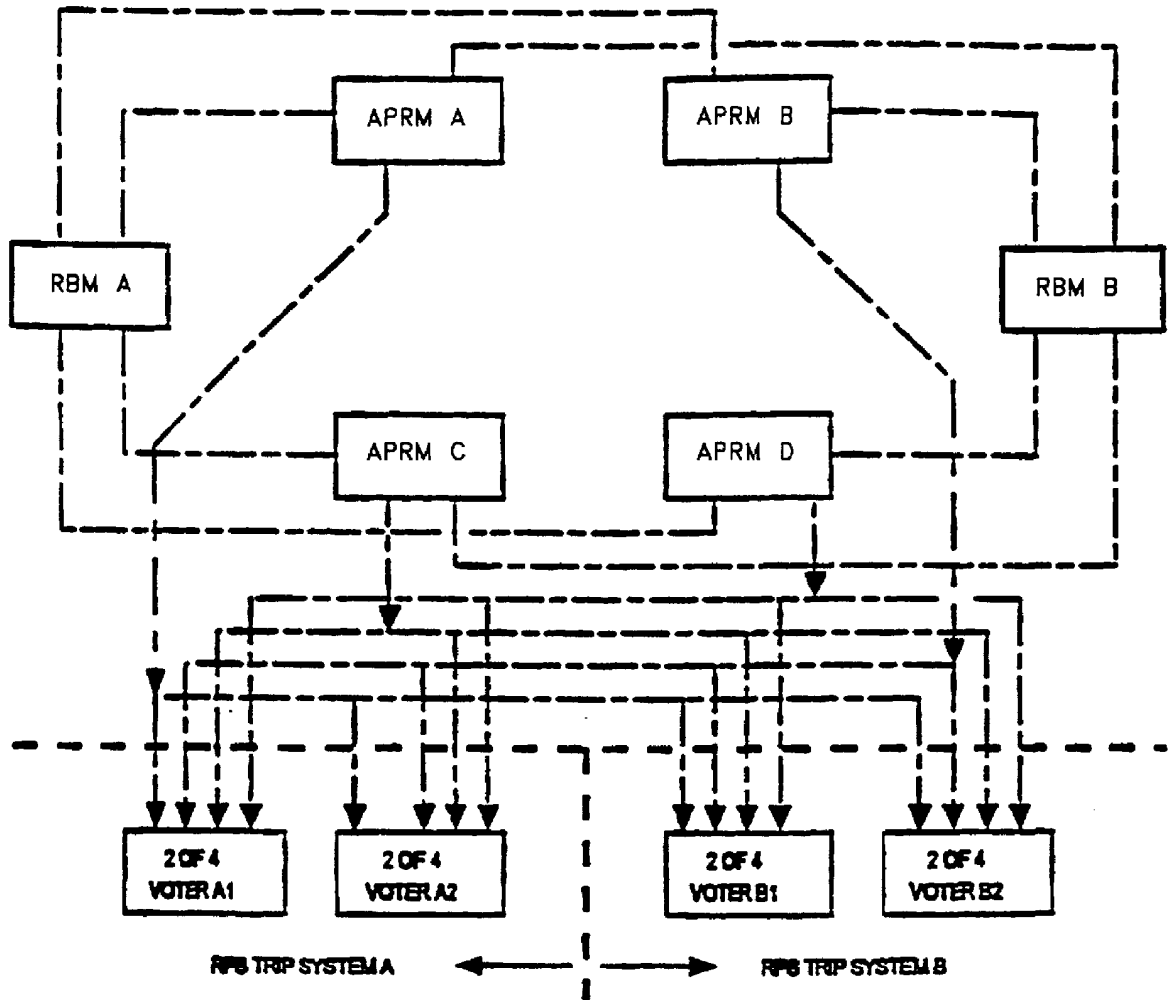 APRM A
APRM B
RBM A
RBM B
APRM C
APRM D
2 OF 4
VOTER A1
2 OF 4
VOTER A2
2 OF 4
VOTER B1
2 OF 4
VOTER B2
RPS TRIP SYSTEM A
RPS TRIP SYSTEM B